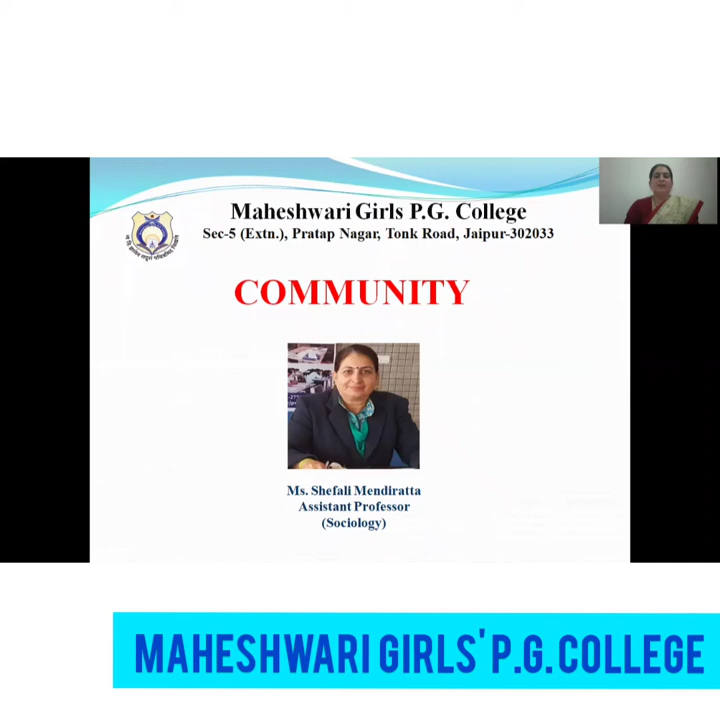 Maheshwari Girls P.G. College
Sec-5 (Extn.), Pratap Nagar, Tonk Road, Jaipur-302033
COMMUNITY
Ms. Shefali Mendiratta
Assistant Professor
(Sociology)
MAHESHWARI GIRLS' P.G. COLLEGE